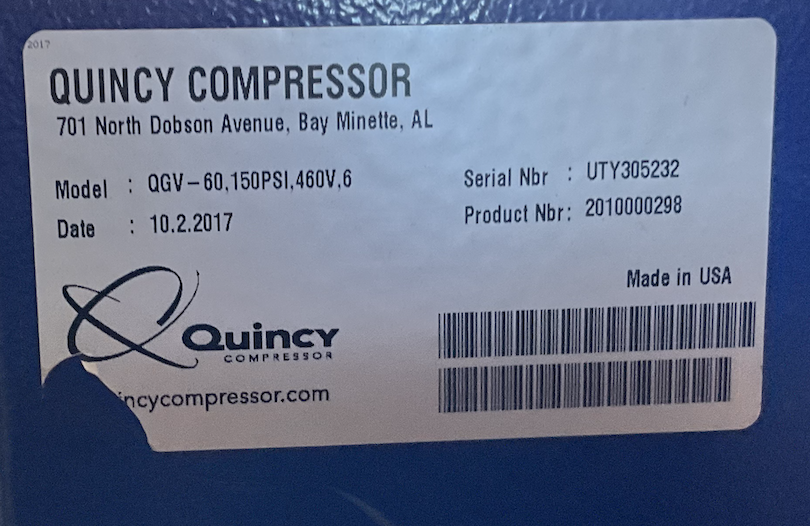 2017
QUINCY COMPRESSOR
701 North Dobson Avenue, Bay Minette, AL
Model : QGV-60,150PSI,460V,6
Serial Nbr : UTY305232
Date : 10.2.2017
Product Nbr: 2010000298
Made in USA
Quincy
COMPRESSOR
incycompressor.com